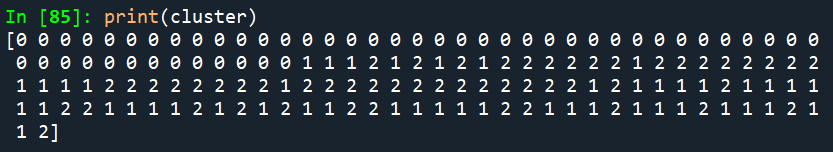 In [85]: print(cluster)
[0 0 0 0 0 0 0 0 0 0 0 0 0 0 0 0 0 0 0 0 0 0 0 0 0 0 0 0 0 0 0 0 0 0 0 0 0
0 0 0 0 0 0 0 0 0 0 0 0 0 1 1 1 2 1 2 1 2 1 2 2 2 2 2 2 1 2 2 2 2 2 2 2 2
1 1 1 1 2 2 2 2 2 2 2 2 1 2 2 2 2 2 2 2 2 2 2 2 2 2 1 2 1 1 1 1 2 1 1 1 1
1 1 2 2 1 1 1 1 2 1 2 1 2 1 1 2 2 1 1 1 1 1 2 2 1 1 1 2 1 1 1 2 1 1 1 2 1
1 2]